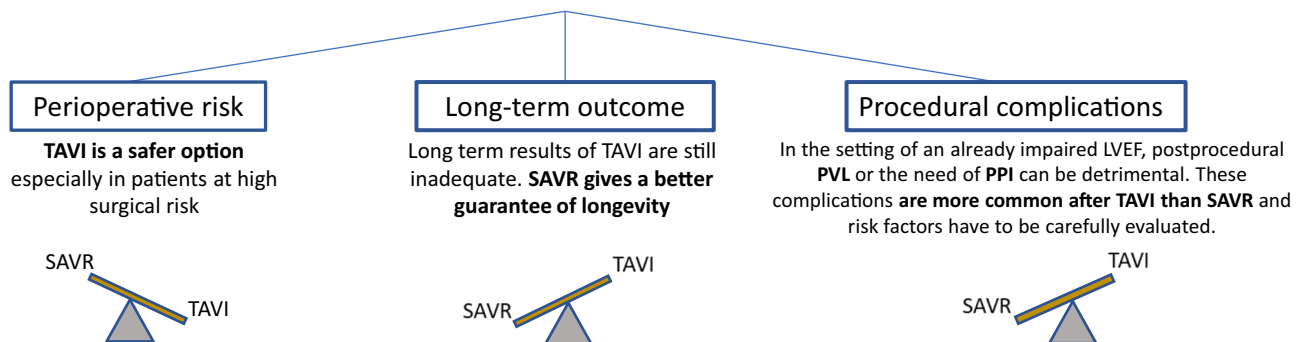 Perioperative risk
TAVI is a safer option
especially in patients at high
surgical risk
SAVR
TAVI
Long-term outcome
Long term results of TAVI are still
inadequate. SAVR gives a better
guarantee of longevity
TAVI
SAVR
Procedural complications
In the setting of an already impaired LVEF, postprocedural
PVL or the need of PPI can be detrimental. These
complications are more common after TAVI than SAVR and
risk factors have to be carefully evaluated.
TAVI
SAVR